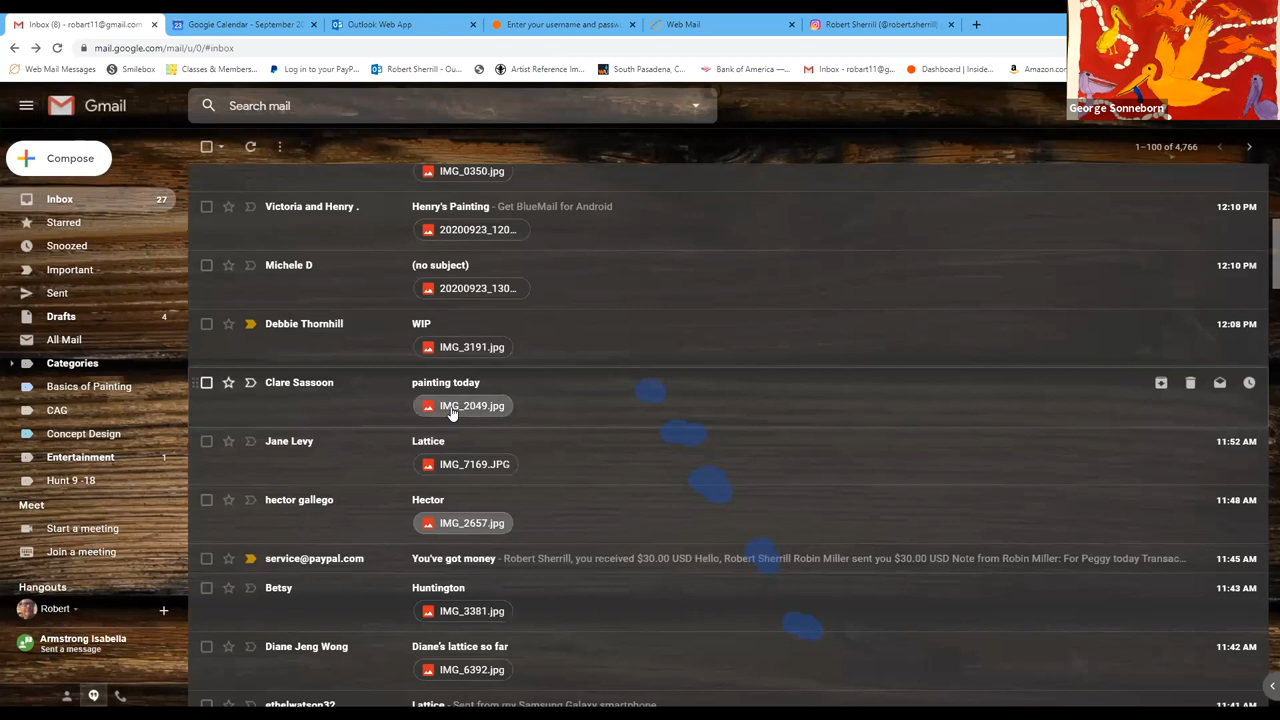 Inbox (8) - robart11@gmail.com
Google Calendar - September 20
Outlook Web App
Enter your username and passw
Web Mail
Robert Sherrill (@robert.sherrill
mail.google.com/mail/u/0/#inbox
Web Mail Messages
Smilebox
Classes & Members...
Log in to your PayP...
Robert Sherrill - Ou...
Artist Reference Im...
South Pasadena, C...
Bank of America —...
Inbox - robart11@g...
Dashboard | Inside...
Amazon.com
George Sonneborn
Gmail
Search mail
Compose
1–100 of 4,766
Inbox 27
Starred
Snoozed
Important
Sent
Drafts 4
All Mail
Categories
Basics of Painting
CAG
Concept Design
Entertainment 1
Hunt 9 -18
Meet
Start a meeting
Join a meeting
Hangouts
Robert
Armstrong Isabella
Sent a message
IMG_0350.jpg
Victoria and Henry . Henry's Painting - Get BlueMail for Android 12:10 PM
20200923_120...
Michele D (no subject) 12:10 PM
20200923_130...
Debbie Thornhill WIP 12:08 PM
IMG_3191.jpg
Clare Sassoon painting today
IMG_2049.jpg
Jane Levy Lattice 11:52 AM
IMG_7169.JPG
hector gallego Hector 11:48 AM
IMG_2657.jpg
service@paypal.com You've got money - Robert Sherrill, you received $30.00 USD Hello, Robert Sherrill Robin Miller sent you $30.00 USD Note from Robin Miller: For Peggy today Transac... 11:45 AM
Betsy Huntington 11:43 AM
IMG_3381.jpg
Diane Jeng Wong Diane's lattice so far 11:42 AM
IMG_6392.jpg
ethelwatson32 Lattice - Sent from my Samsung Galaxy smartphone 11:41 AM